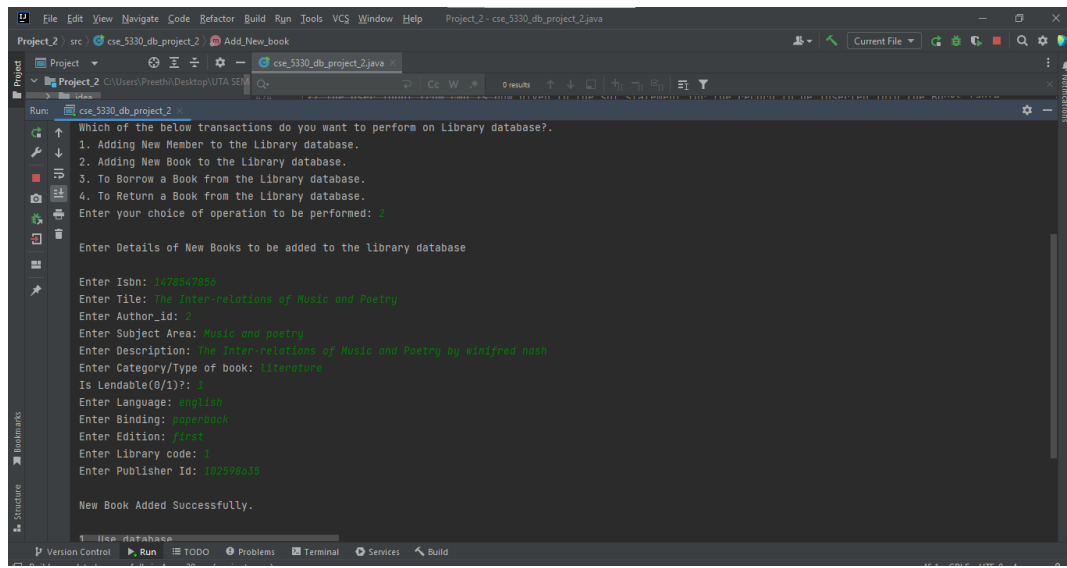 File Edit View Navigate Code Refactor Build Run Tools VCS Window Help Project_2 - cse_5330_db_project_2.java
Project_2 src cse_5330_db_project_2 Add_New_book Current File
Project cse_5330_db_project_2.java
Project_2 C:\Users\Preethi\Desktop\UTA SEM Cc W .* 0 results
Run: cse_5330_db_project_2
Which of the below transactions do you want to perform on Library database?.
1. Adding New Member to the Library database.
2. Adding New Book to the Library database.
3. To Borrow a Book from the Library database.
4. To Return a Book from the Library database.
Enter your choice of operation to be performed: 2
Enter Details of New Books to be added to the library database
Enter Isbn: 1478547856
Enter Tile: The Inter-relations of Music and Poetry
Enter Author_id: 2
Enter Subject Area: Music and poetry
Enter Description: The Inter-relations of Music and Poetry by winifred nash
Enter Category/Type of book: literature
Is Lendable(0/1)?: 1
Enter Language: english
Enter Binding: paperback
Enter Edition: first
Enter Library code: 1
Enter Publisher Id: 102598635
New Book Added Successfully.
1. Use database
Project
Bookmarks
Structure
Notifications
Version Control Run TODO Problems Terminal Services Build